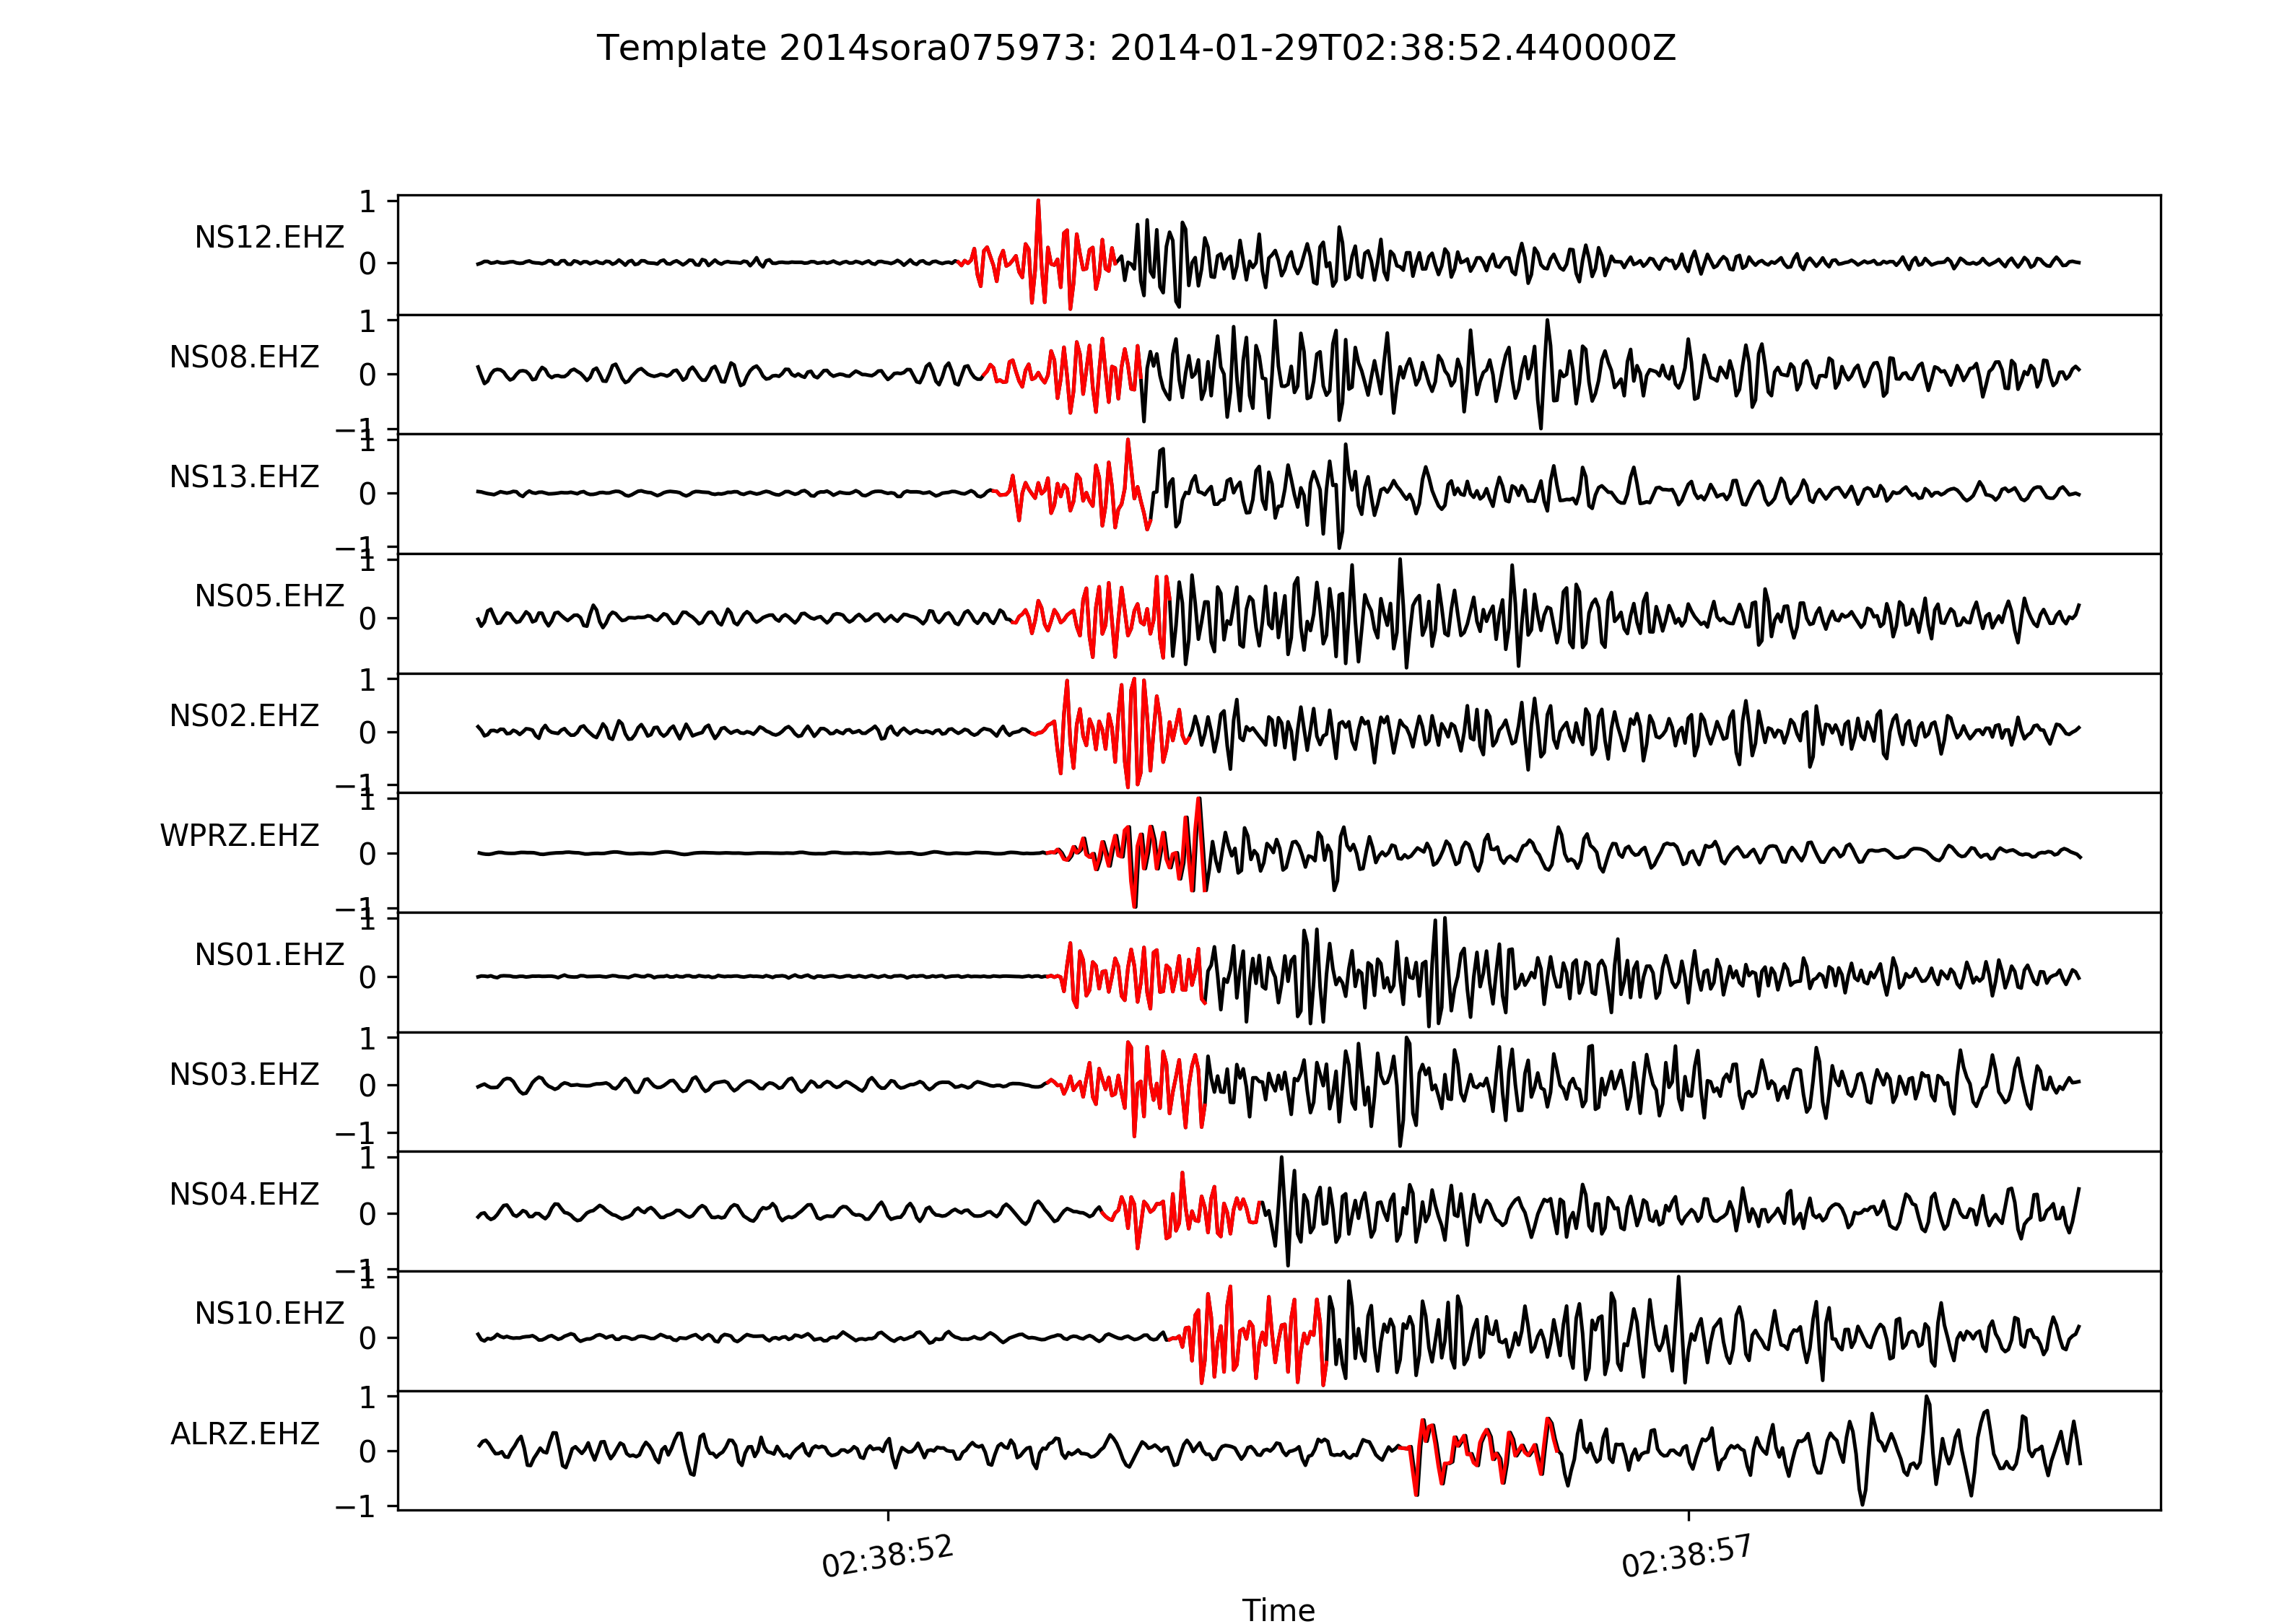 Template 2014sora075973: 2014-01-29T02:38:52.440000Z
1
NS12.EHZ
0
1
NS08.EHZ
0
−1
1
NS13.EHZ
0
−1
1
NS05.EHZ
0
1
NS02.EHZ
0
−1
1
WPRZ.EHZ
0
−1
1
NS01.EHZ
0
1
NS03.EHZ
0
−1
1
NS04.EHZ
0
−1
1
NS10.EHZ
0
1
ALRZ.EHZ
0
−1
02:38:52 02:38:57
Time